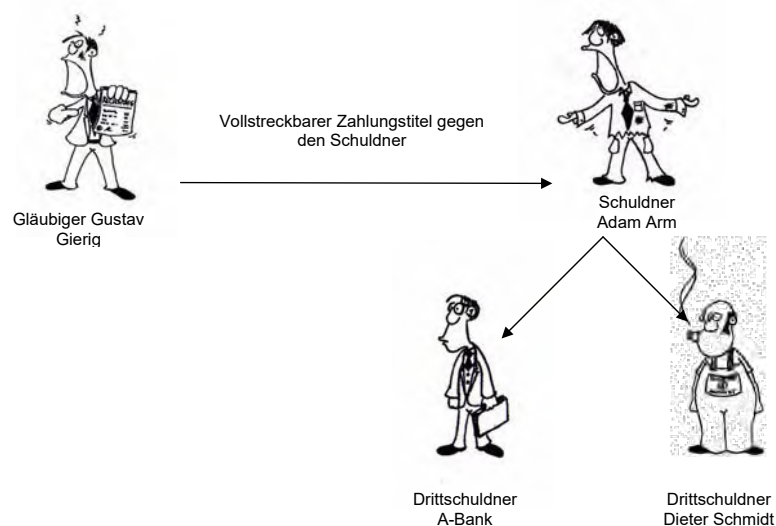 Vollstreckbarer Zahlungstitel gegen
den Schuldner
Gläubiger Gustav
Gierig
Schuldner
Adam Arm
Drittschuldner
A-Bank
Drittschuldner
Dieter Schmidt